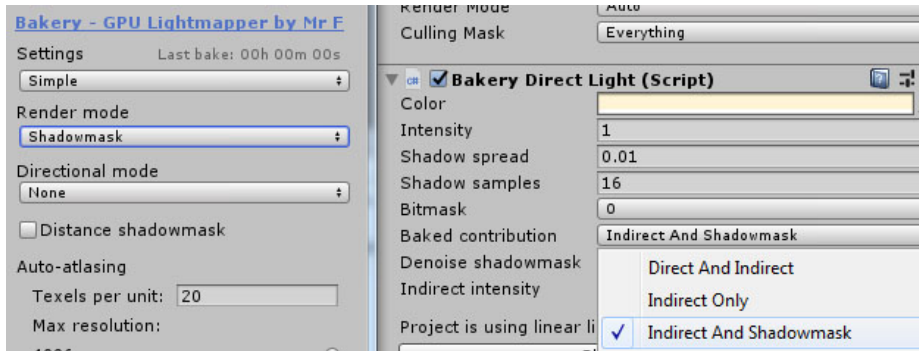 Bakery - GPU Lightmapper by Mr F
Settings Last bake: 00h 00m 00s
Simple
Render mode
Shadowmask
Directional mode
None
Distance shadowmask
Auto-atlasing
Texels per unit: 20
Max resolution:
Render Mode Auto
Culling Mask Everything
Bakery Direct Light (Script)
Color
Intensity 1
Shadow spread 0.01
Shadow samples 16
Bitmask 0
Baked contribution Indirect And Shadowmask
Denoise shadowmask
Indirect intensity
Direct And Indirect
Indirect Only
Indirect And Shadowmask
Project is using linear li